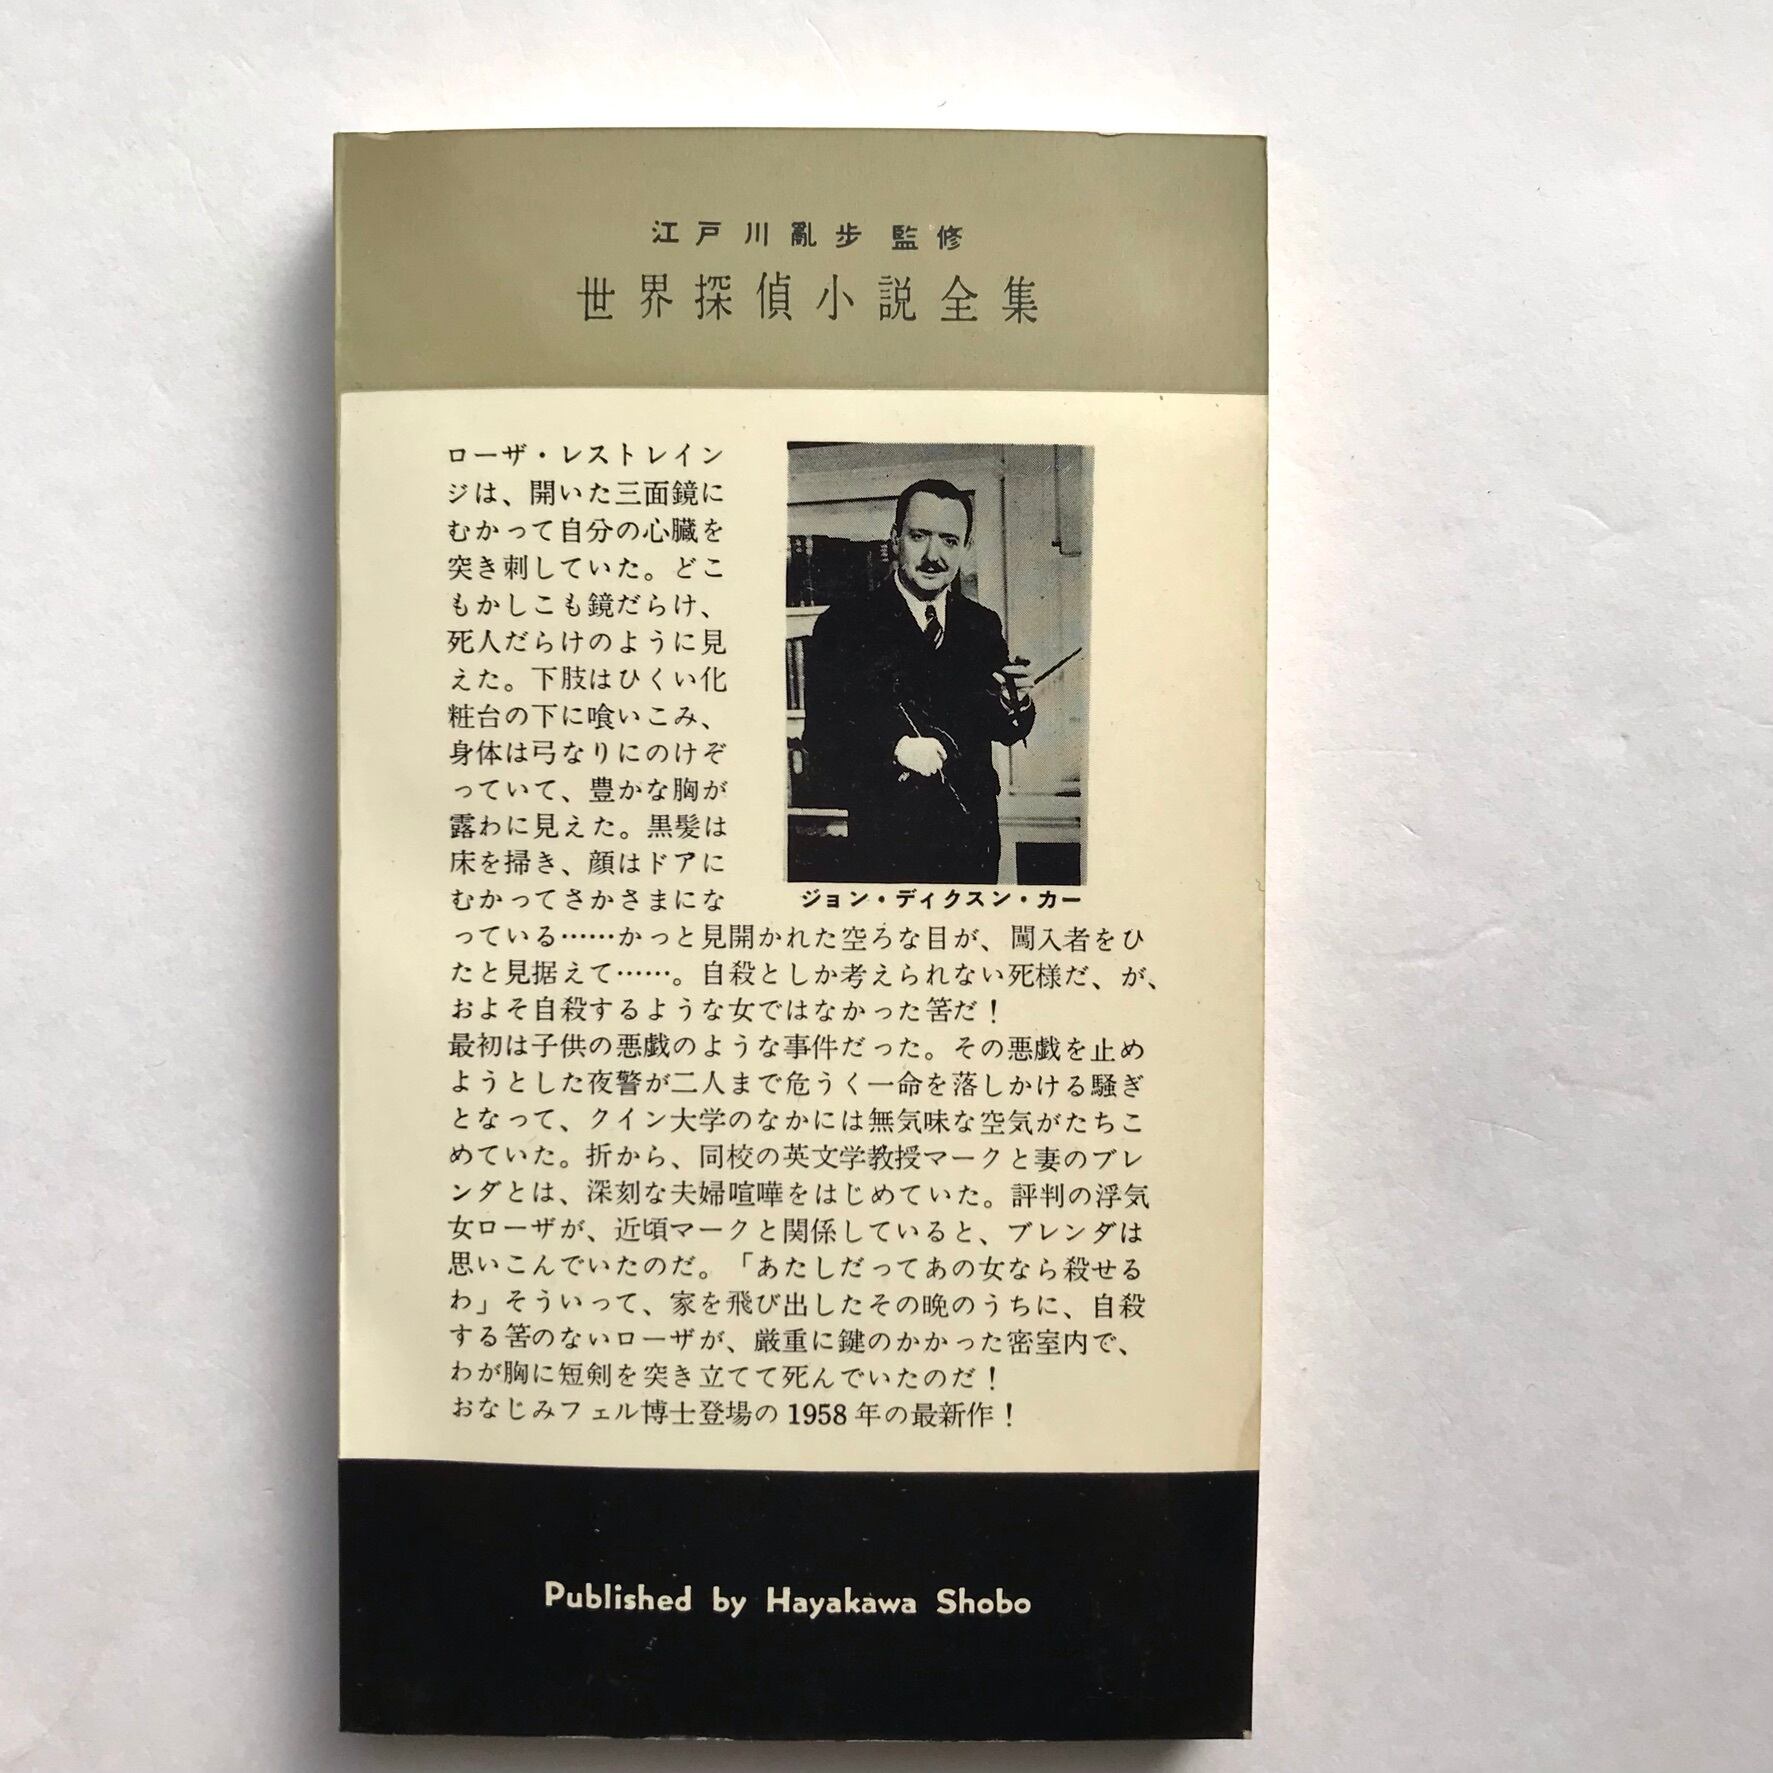 江戸川亂歩 監修
世界探偵小説全集
ローザ・レストレイン
ジは、開いた三面鏡に
むかって自分の心臓を
突き刺していた。どこ
もかしこも鏡だらけ、
死人だらけのように見
えた。下肢はひくい化
粧台の下に喰いこみ、
身体は弓なりにのけぞ
っていて、豊かな胸が
露わに見えた。黒髪は
床を掃き、顔はドアに
むかってさかさまにな
っている……かっと見開かれた空ろな目が、闖入者をひ
たと見据えて……。自殺としか考えられない死様だ、が、
およそ自殺するような女ではなかった筈だ！
最初は子供の悪戯のような事件だった。その悪戯を止め
ようとした夜警が二人まで危うく一命を落しかける騒ぎ
となって、クイン大学のなかには無気味な空気がたちこ
めていた。折から、同校の英文学教授マークと妻のブレ
ンダとは、深刻な夫婦喧嘩をはじめていた。評判の浮気
女ローザが、近頃マークと関係していると、ブレンダは
思いこんでいたのだ。「あたしだってあの女なら殺せる
わ」そういって、家を飛び出したその晩のうちに、自殺
する筈のないローザが、厳重に鍵のかかった密室内で、
わが胸に短剣を突き立てて死んでいたのだ！
おなじみフェル博士登場の1958年の最新作！
ジョン・ディクスン・カー
Published by Hayakawa Shobo